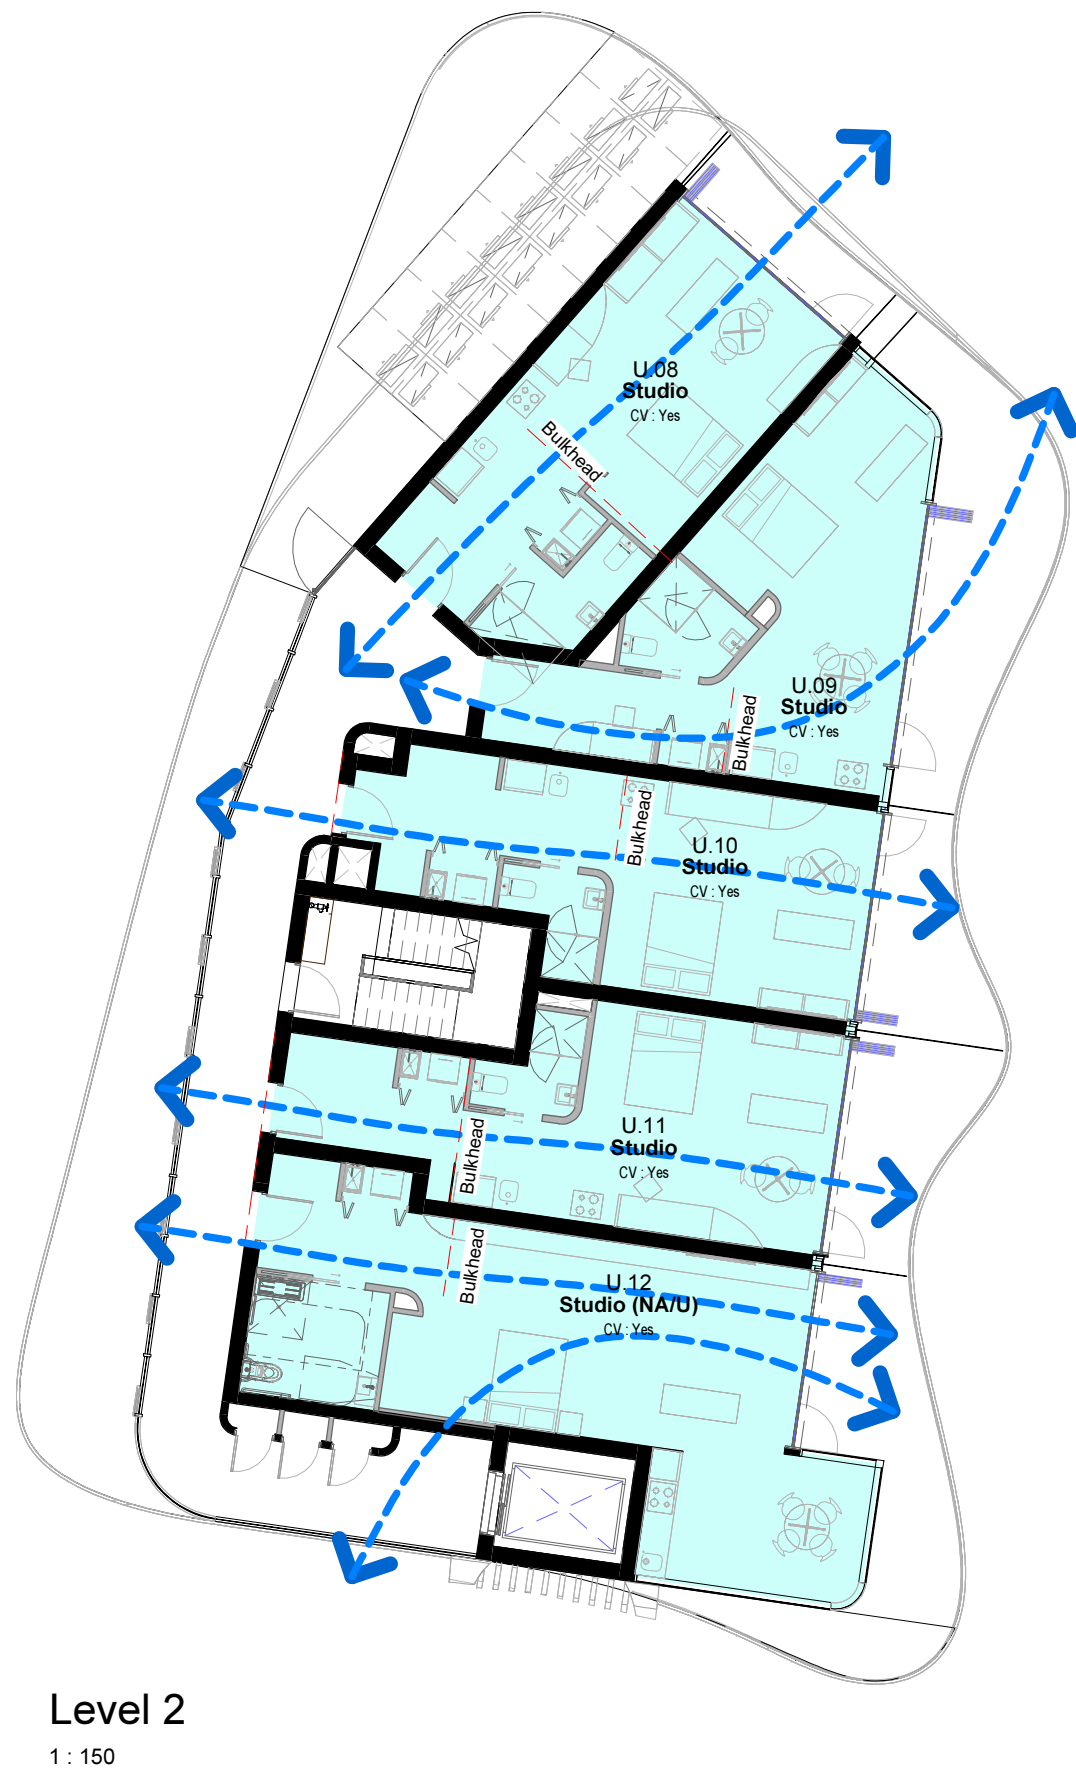 U.08
Studio
CV : Yes
Bulkhead
U.09
Studio
CV : Yes
Bulkhead
Bulkhead
U.10
Studio
CV : Yes
Bulkhead
U.11
Studio
CV : Yes
Bulkhead
U.12
Studio (NA/U)
CV : Yes
Level 2
1 : 150